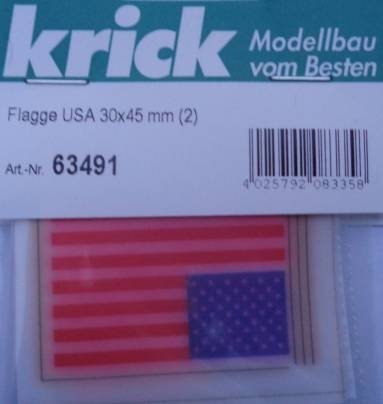 krick
Modellbau
vom Besten
Flagge USA 30x45 mm (2)
Art.-Nr. 63491
4 025792 083358